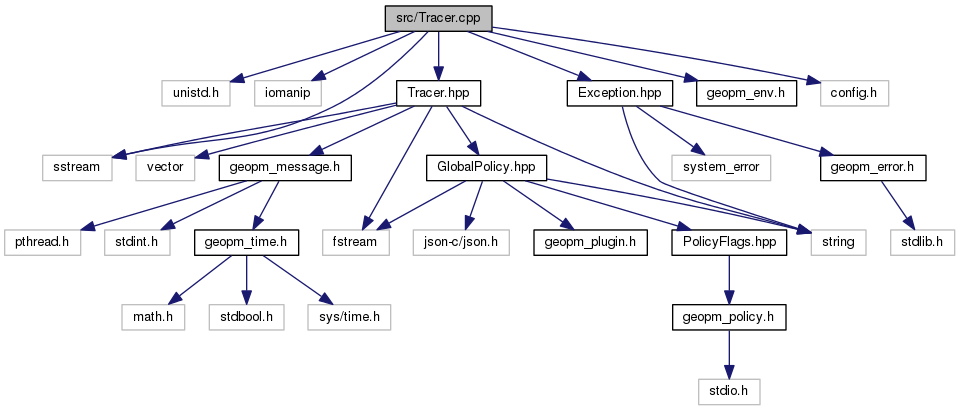 src/Tracer.cpp
unistd.h
iomanip
Tracer.hpp
Exception.hpp
geopm_env.h
config.h
sstream
vector
geopm_message.h
GlobalPolicy.hpp
system_error
geopm_error.h
pthread.h
stdint.h
geopm_time.h
fstream
json-c/json.h
geopm_plugin.h
PolicyFlags.hpp
string
stdlib.h
math.h
stdbool.h
sys/time.h
geopm_policy.h
stdio.h